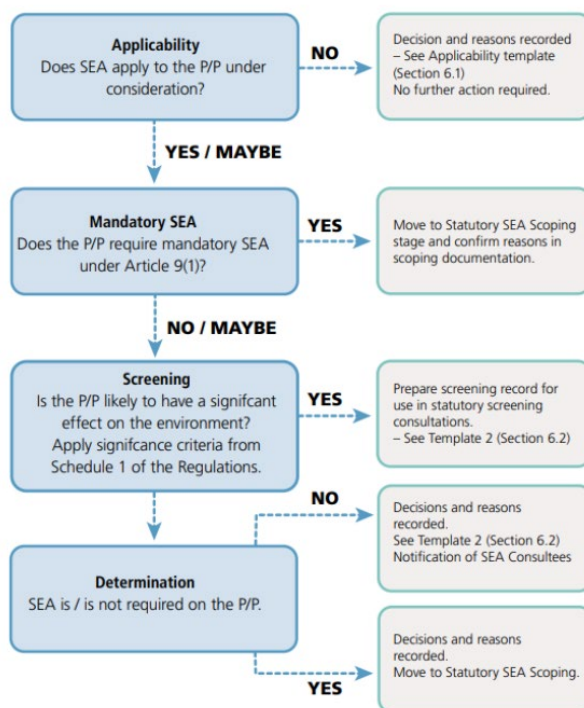 Applicability
Does SEA apply to the P/P under
consideration?
NO
Decision and reasons recorded
– See Applicability template
(Section 6.1)
No further action required.
YES / MAYBE
Mandatory SEA
Does the P/P require mandatory SEA
under Article 9(1)?
YES
Move to Statutory SEA Scoping
stage and confirm reasons in
scoping documentation.
NO / MAYBE
Screening
Is the P/P likely to have a signifcant
effect on the environment?
Apply signifcance criteria from
Schedule 1 of the Regulations.
YES
Prepare screening record for
use in statutory screening
consultations.
– See Template 2 (Section 6.2)
NO
Decisions and reasons
recorded.
See Template 2 (Section 6.2)
Notification of SEA Consultees
Determination
SEA is / is not required on the P/P.
YES
Decisions and reasons
recorded.
Move to Statutory SEA Scoping.